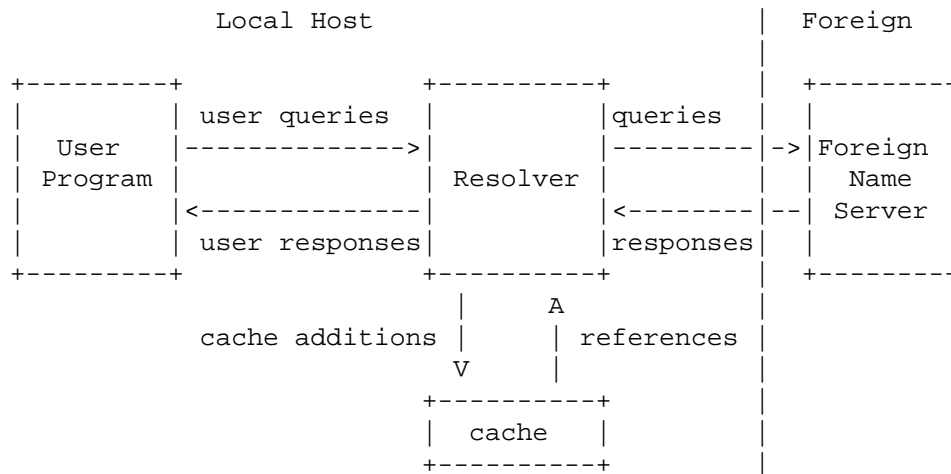 Local Host | Foreign
|
+---------+ +----------+ | +---------
| | user queries | |queries | |
| User |-------------->| |---------|->|Foreign
| Program | | Resolver | | | Name
| |<--------------| |<--------|--| Server
| | user responses| |responses| |
+---------+ +----------+ | +---------
| A |
cache additions | | references |
V | |
+----------+ |
| cache | |
+----------+ |